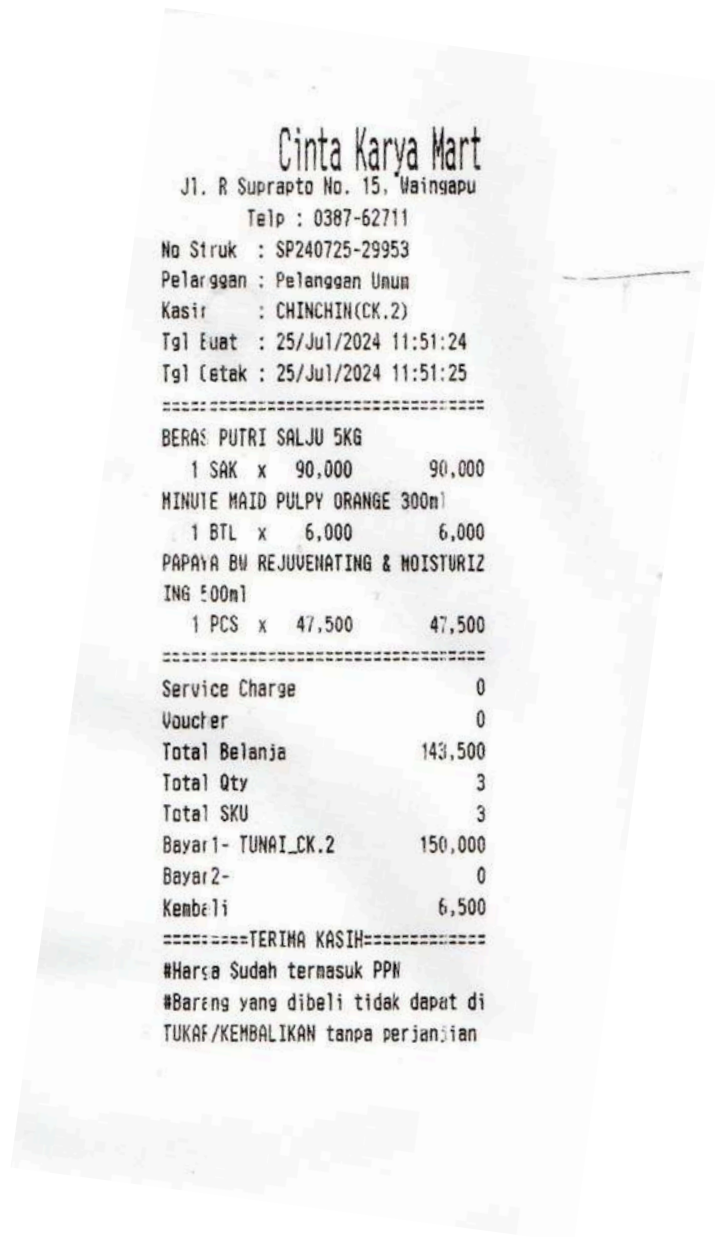 Cinta Karya Mart
Jl. R Suprapto No. 15, Waingapu
Telp : 0387-62711
No Struk : SP240725-29953
Pelanggan : Pelanggan Umum
Kasir : CHINCHIN(CK.2)
Tgl Buat : 25/Jul/2024 11:51:24
Tgl Cetak : 25/Jul/2024 11:51:25
==================================
BERAS PUTRI SALJU 5KG
1 SAK x 90,000 90,000
MINUTE MAID PULPY ORANGE 300ml
1 BTL x 6,000 6,000
PAPAYA BW REJUVENATING & MOISTURIZ
ING 500ml
1 PCS x 47,500 47,500
==================================
Service Charge 0
Voucher 0
Total Belanja 143,500
Total Qty 3
Total SKU 3
Bayar1- TUNAI_CK.2 150,000
Bayar2- 0
Kembali 6,500
=========TERIMA KASIH=============
#Harga Sudah termasuk PPN
#Barang yang dibeli tidak dapat di
TUKAR/KEMBALIKAN tanpa perjanjian